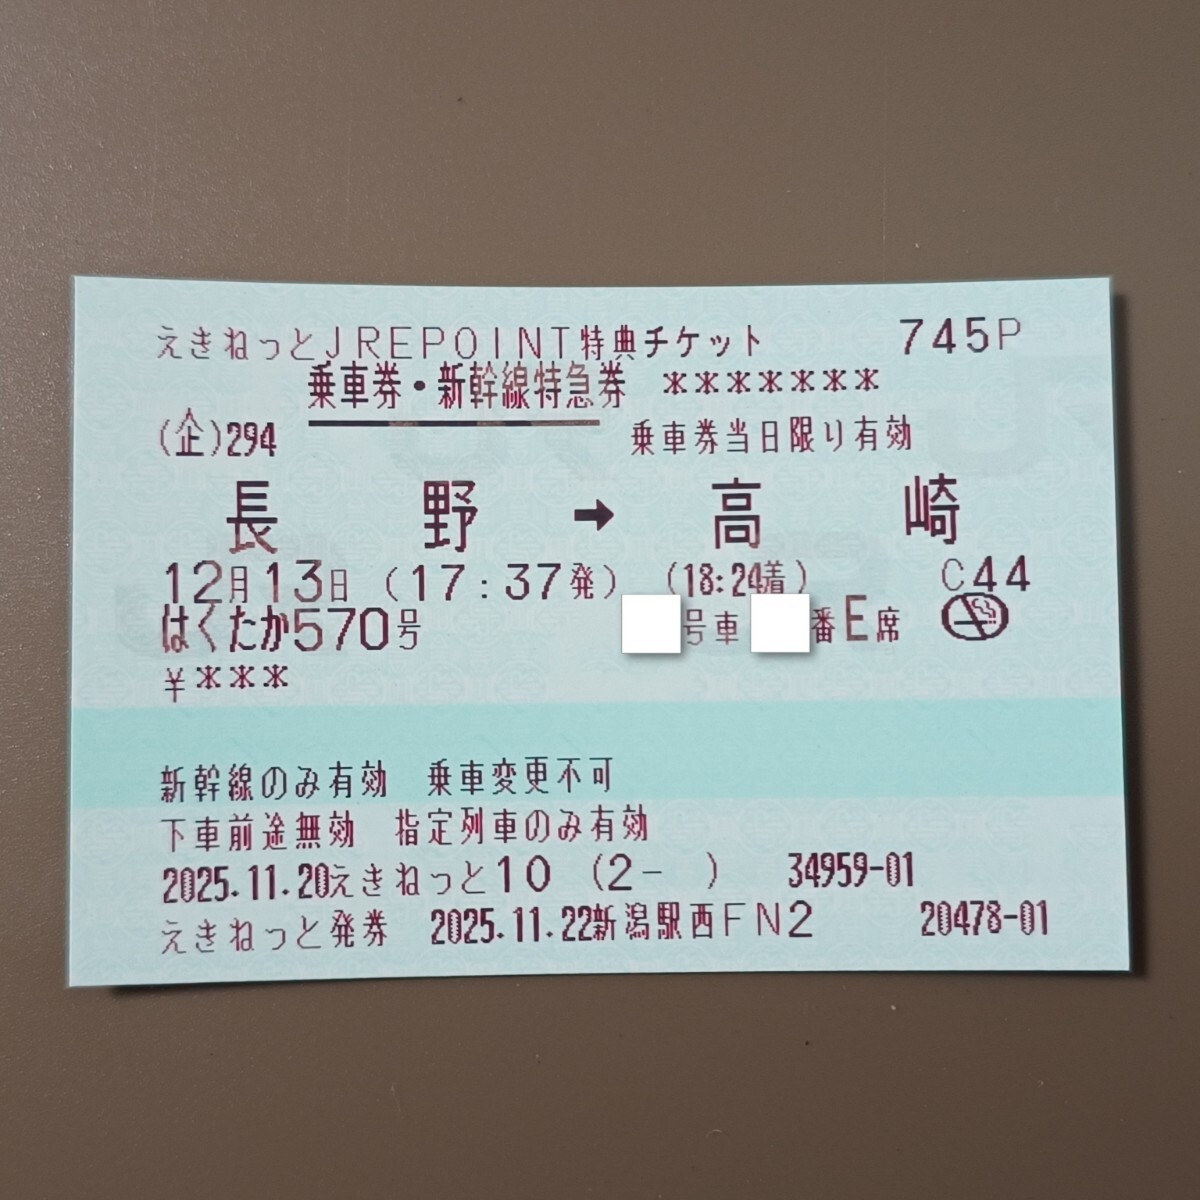 えきねっとJREPOINT特典チケット 745P
乗車券・新幹線特急券 *******
(企)294 乗車券当日限り有効
長野 → 高崎
12月13日 (17:37発) (18:24着) C44
はくたか570号 号車 番E席
¥***
新幹線のみ有効 乗車変更不可
下車前途無効 指定列車のみ有効
2025.11.20えきねっと10 (2- ) 34959-01
えきねっと発券 2025.11.22新潟駅西FN2 20478-01